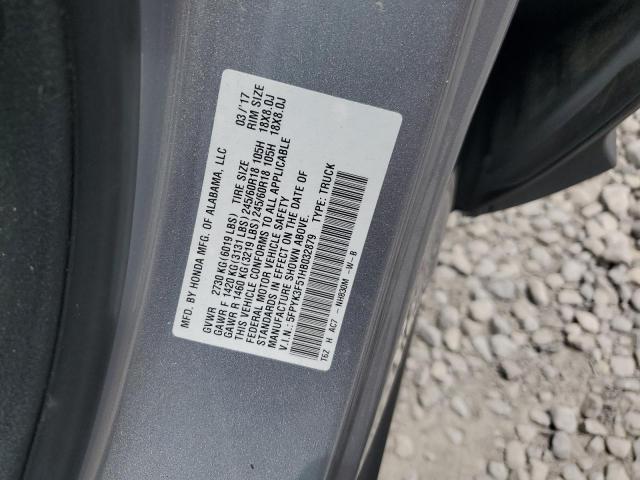 MFD. BY HONDA MFG. OF ALABAMA, LLC 03/'17
GVWR 2730 KG(6019 LBS) TIRE SIZE RIM SIZE
GAWR F 1420 KG(3131 LBS) 245/60R18 105H 18X8.0J
GAWR R 1460 KG(3219 LBS) 245/60R18 105H 18X8.0J
THIS VEHICLE CONFORMS TO ALL APPLICABLE
FEDERAL MOTOR VEHICLE SAFETY
STANDARDS IN EFFECT ON THE DATE OF
MANUFACTURE SHOWN ABOVE.
V.I.N.: 5FPYK3F51HB032879 TYPE: TRUCK
T6Z H AC7 - NH830M -W-B